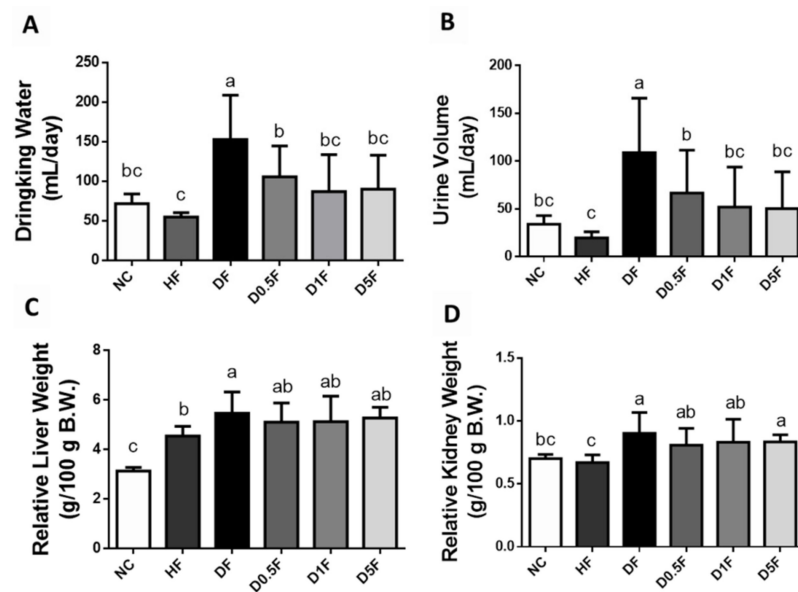 A
Dringking Water
(mL/day)
250
200
150
100
50
0
bc
c
a
b
bc
bc
NC
HF
DF
D0.5F
D1F
D5F
B
Urine Volume
(mL/day)
200
150
100
50
0
bc
c
a
b
bc
bc
NC
HF
DF
D0.5F
D1F
D5F
C
Relative Liver Weight
(g/100 g B.W.)
8
6
4
2
0
c
b
a
ab
ab
ab
NC
HF
DF
D0.5F
D1F
D5F
D
Relative Kidney Weight
(g/100 g B.W.)
1.5
1.0
0.5
0.0
bc
c
a
ab
ab
a
NC
HF
DF
D0.5F
D1F
D5F